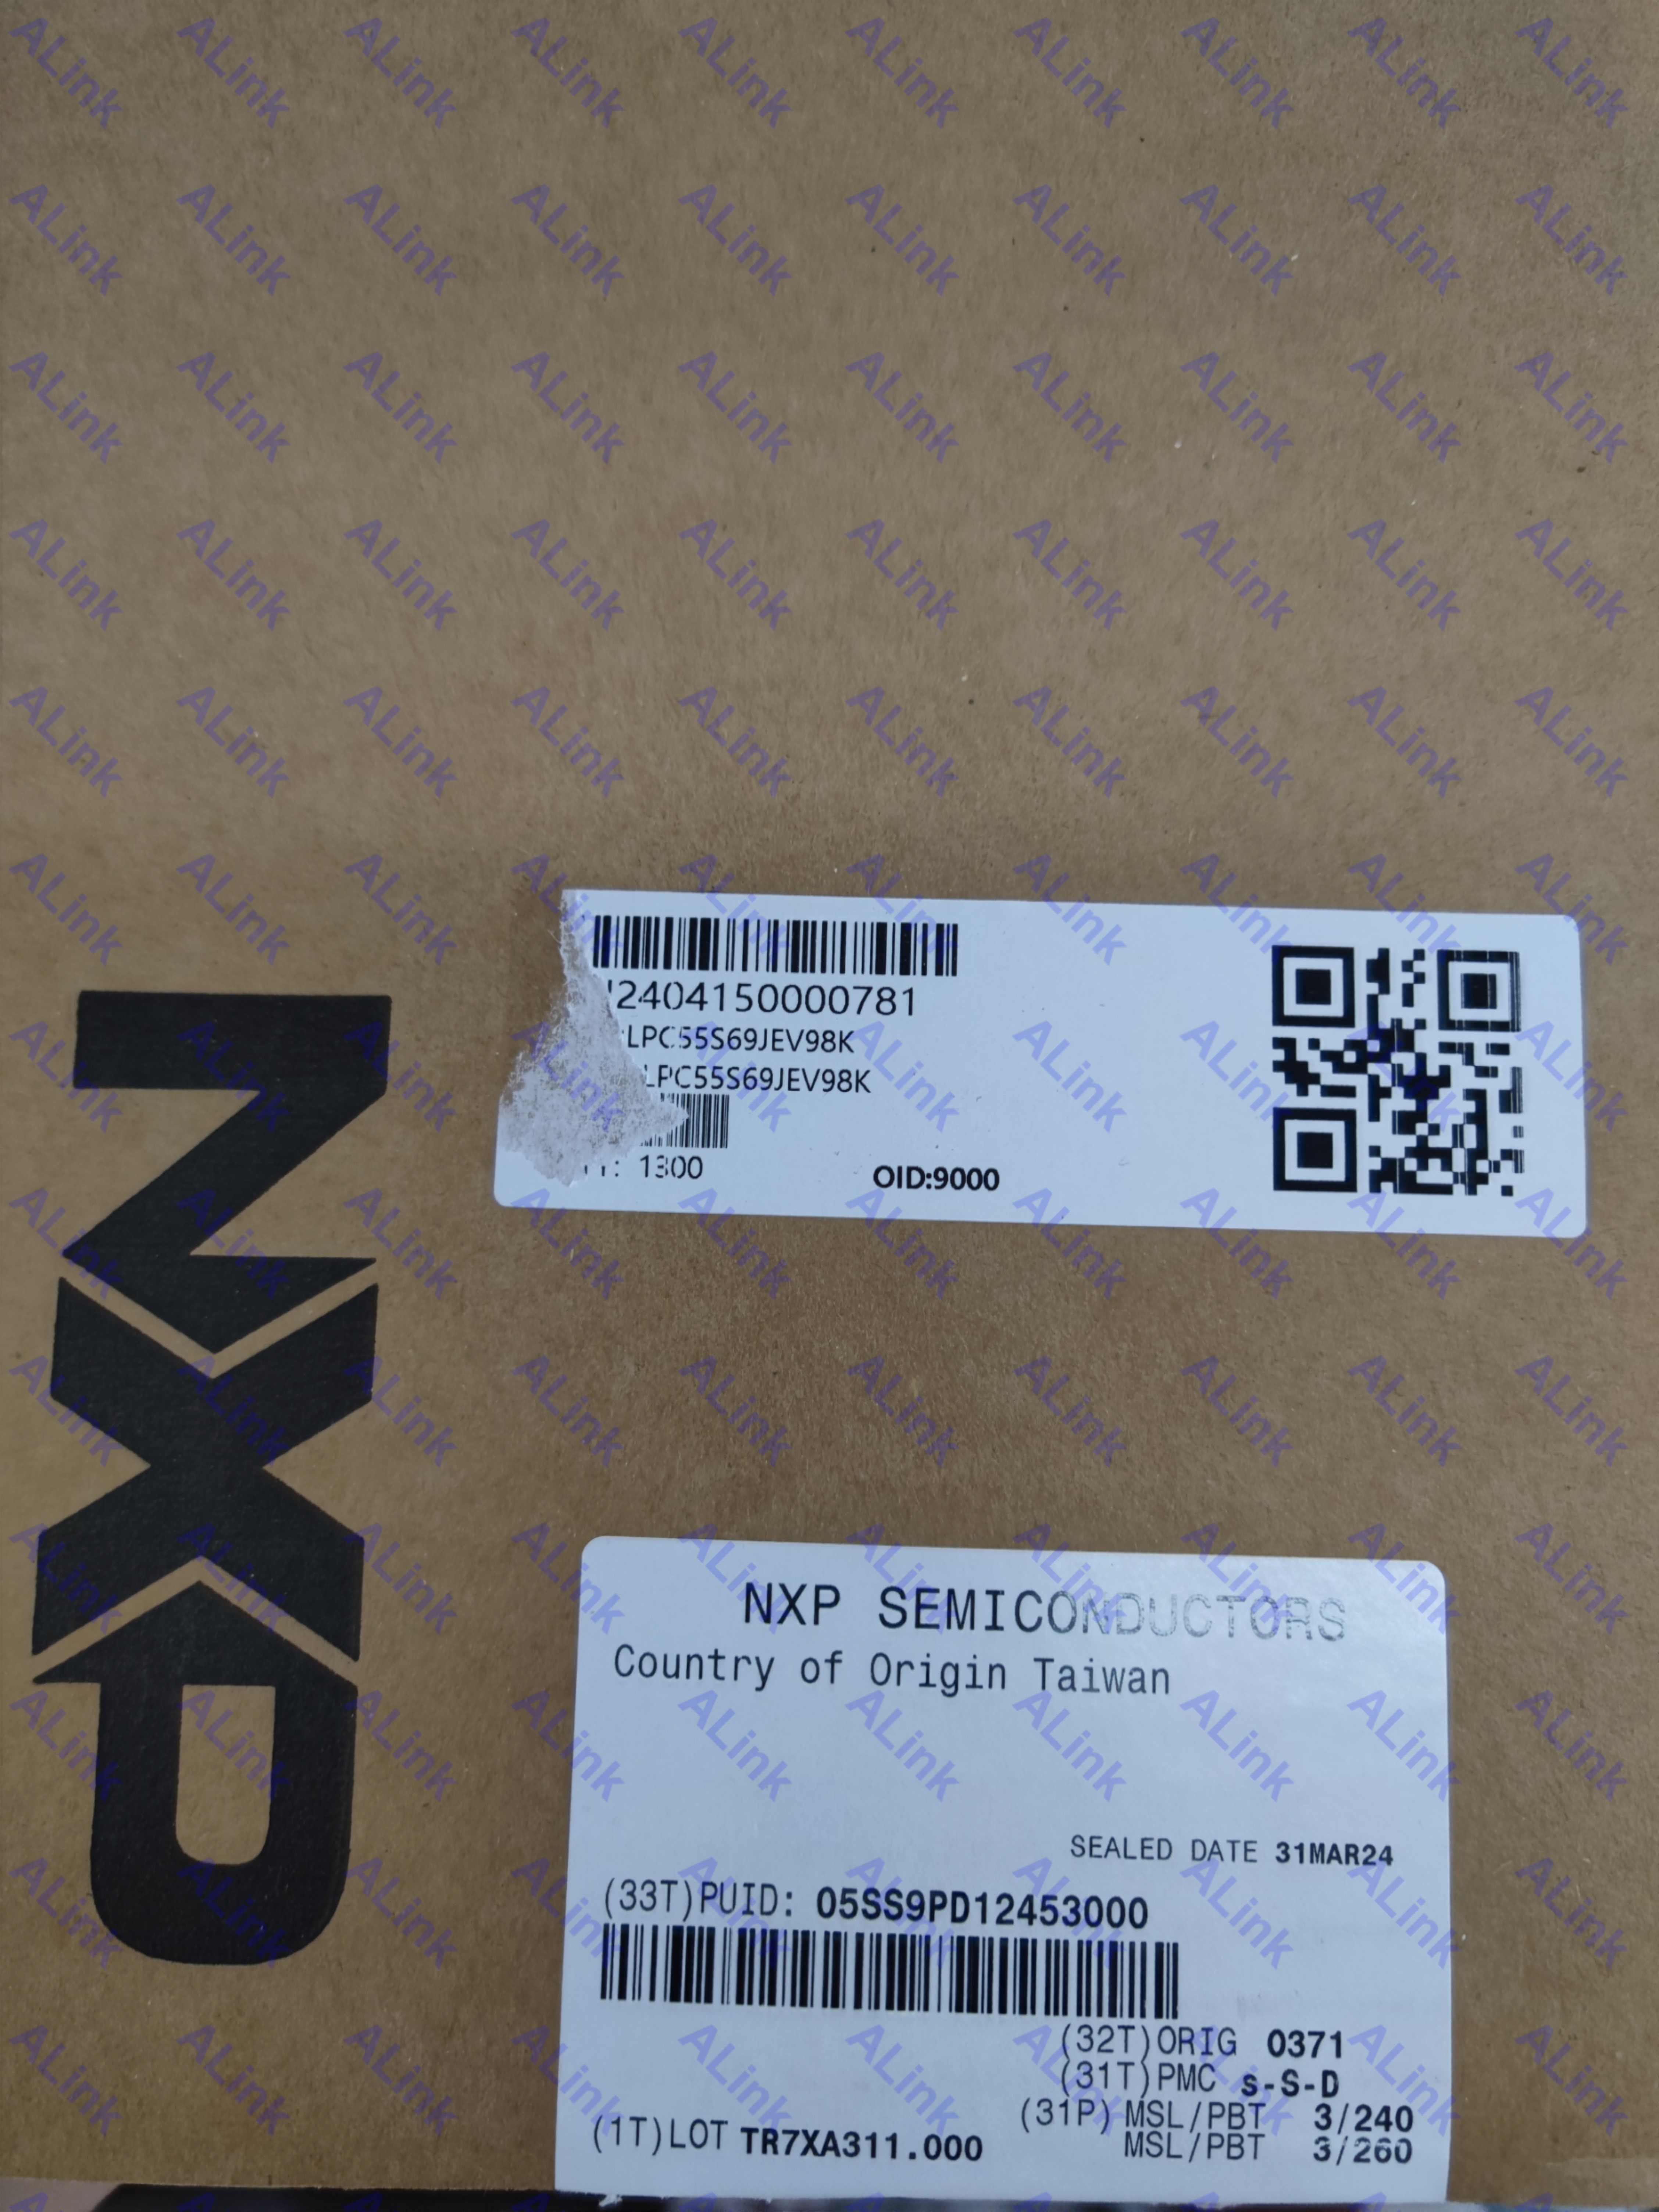 2404150000781
LPC55S69JEV98K
LPC55S69JEV98K
1300
OID:9000
NXP
NXP SEMICONDUCTORS
Country of Origin Taiwan
SEALED DATE 31MAR24
(33T)PUID: 05SS9PD12453000
(32T)ORIG 0371
(31T)PMC s-S-D
(31P) MSL/PBT 3/240
(1T)LOT TR7XA311.000
MSL/PBT 3/260
ALink